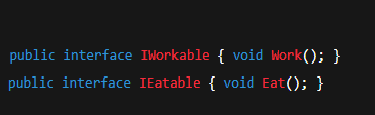 public interface IWorkable { void Work(); }
public interface IEatable { void Eat(); }